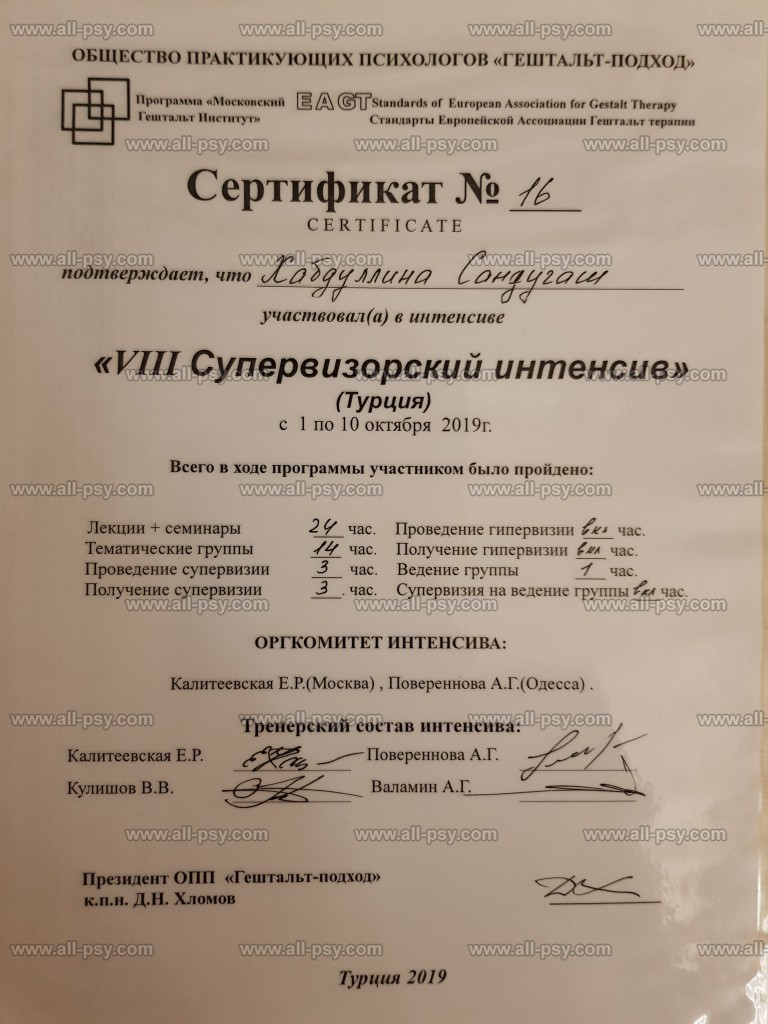 ОБЩЕСТВО ПРАКТИКУЮЩИХ ПСИХОЛОГОВ «ГЕШТАЛЬТ-ПОДХОД»
Программа «Московский Гештальт Институт»
EAGT Standards of European Association for Gestalt Therapy
Стандарты Европейской Ассоциации Гештальт терапии
Сертификат № 16
CERTIFICATE
подтверждает, что Хабдуллина Сандугаш
участвовал(а) в интенсиве
«VIII Супервизорский интенсив»
(Турция)
с 1 по 10 октября 2019г.
Всего в ходе программы участником было пройдено:
Лекции + семинары 24 час. Проведение гипервизии вкл час.
Тематические группы 14 час. Получение гипервизии вкл час.
Проведение супервизии 3 час. Ведение группы 1 час.
Получение супервизии 3 . час. Супервизия на ведение группы вкл час.
ОРГКОМИТЕТ ИНТЕНСИВА:
Калитеевская Е.Р.(Москва) , Повереннова А.Г.(Одесса) .
Тренерский состав интенсива:
Калитеевская Е.Р. Повереннова А.Г.
Кулишов В.В. Валамин А.Г.
Президент ОПП «Гештальт-подход»
к.п.н. Д.Н. Хломов
Турция 2019
www.all-psy.com